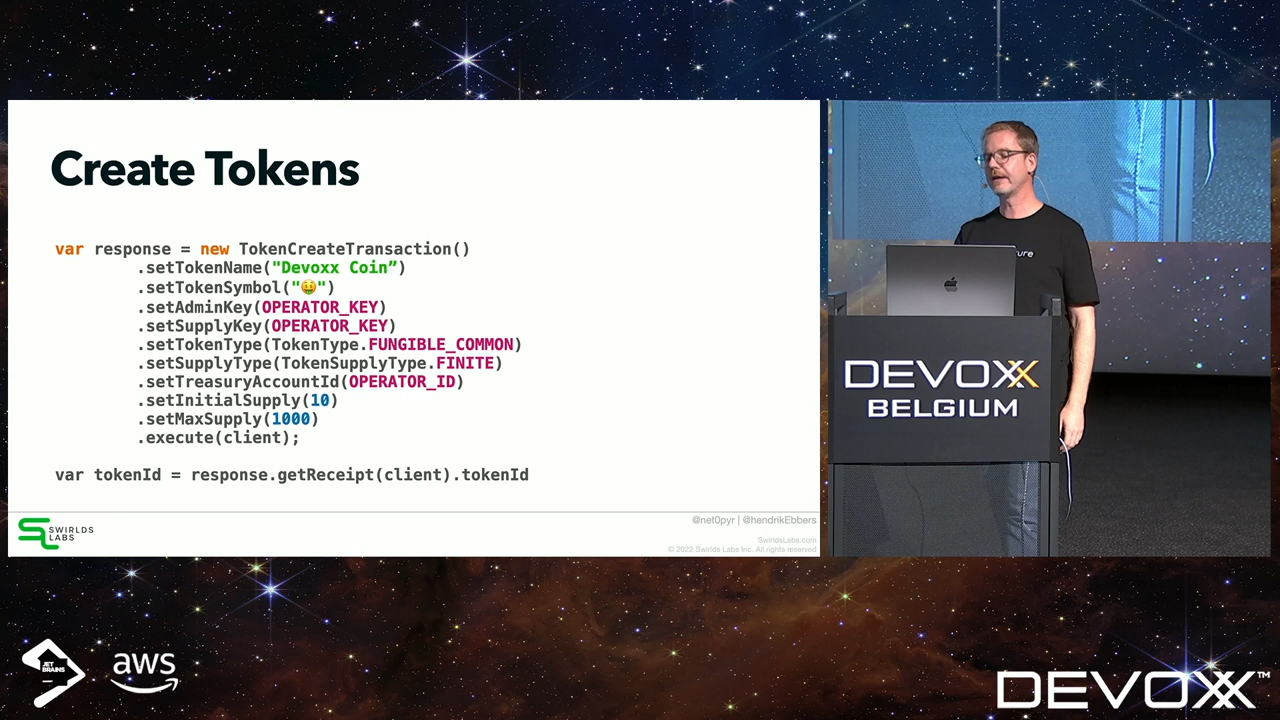 Create Tokens
var response = new TokenCreateTransaction()
.setTokenName("Devoxx Coin”)
.setTokenSymbol("🤑")
.setAdminKey(OPERATOR_KEY)
.setSupplyKey(OPERATOR_KEY)
.setTokenType(TokenType.FUNGIBLE_COMMON)
.setSupplyType(TokenSupplyType.FINITE)
.setTreasuryAccountId(OPERATOR_ID)
.setInitialSupply(10)
.setMaxSupply(1000)
.execute(client);
var tokenId = response.getReceipt(client).tokenId
SWIRLDS
LABS
@net0pyr | @hendrikEbbers
SwirldsLabs.com
© 2022 Swirlds Labs Inc. All rights reserved
DEVOXX
BELGIUM
JET
BRAINS
aws
DEVOXX™